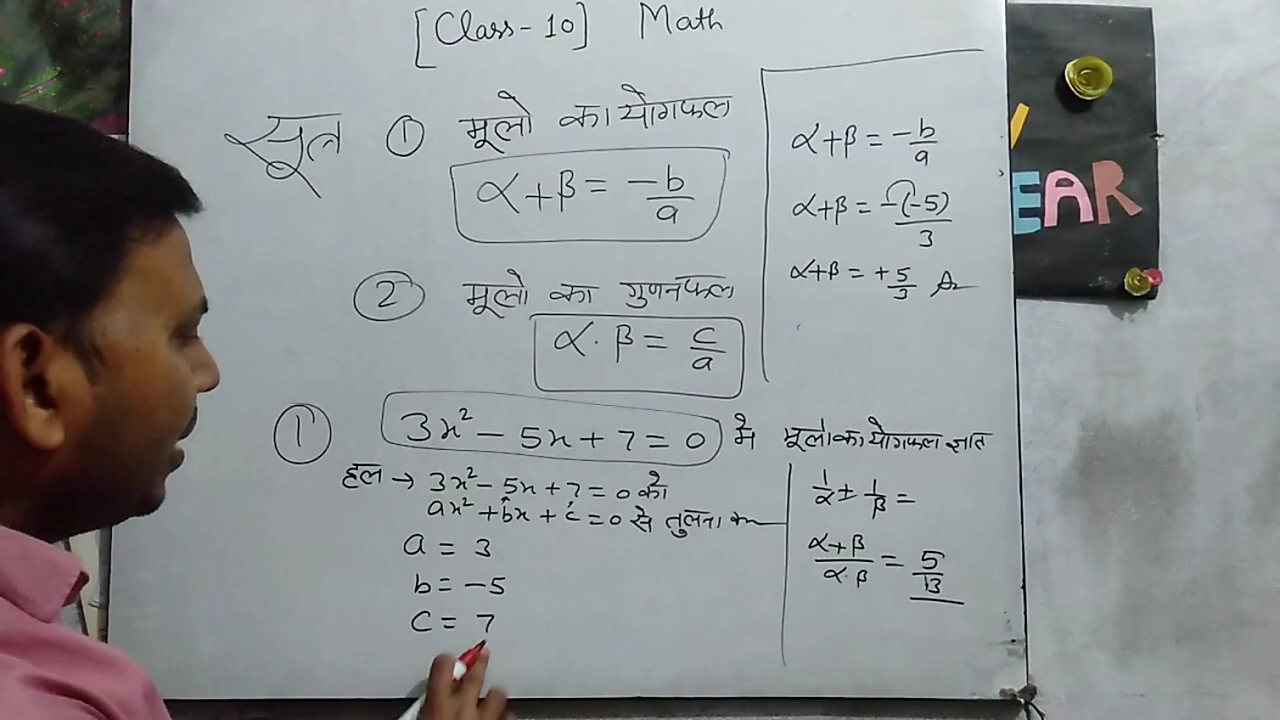 [Class-10] Math
सूत्र ① मूलो का योगफल
α+β = -b/a
② मूलो का गुणनफल
α.β = c/a
① 3x² - 5x + 7 = 0 मे मूलो का योगफल ज्ञात
हल → 3x² - 5x + 7 = 0 को
ax² + bx + c = 0 से तुलना
a = 3
b = -5
c = 7
α+β = -b/a
α+β = -(-5)/3
α+β = +5/3 Ans
1/α ± 1/β =
α+β/α.β = 5/13
EAR